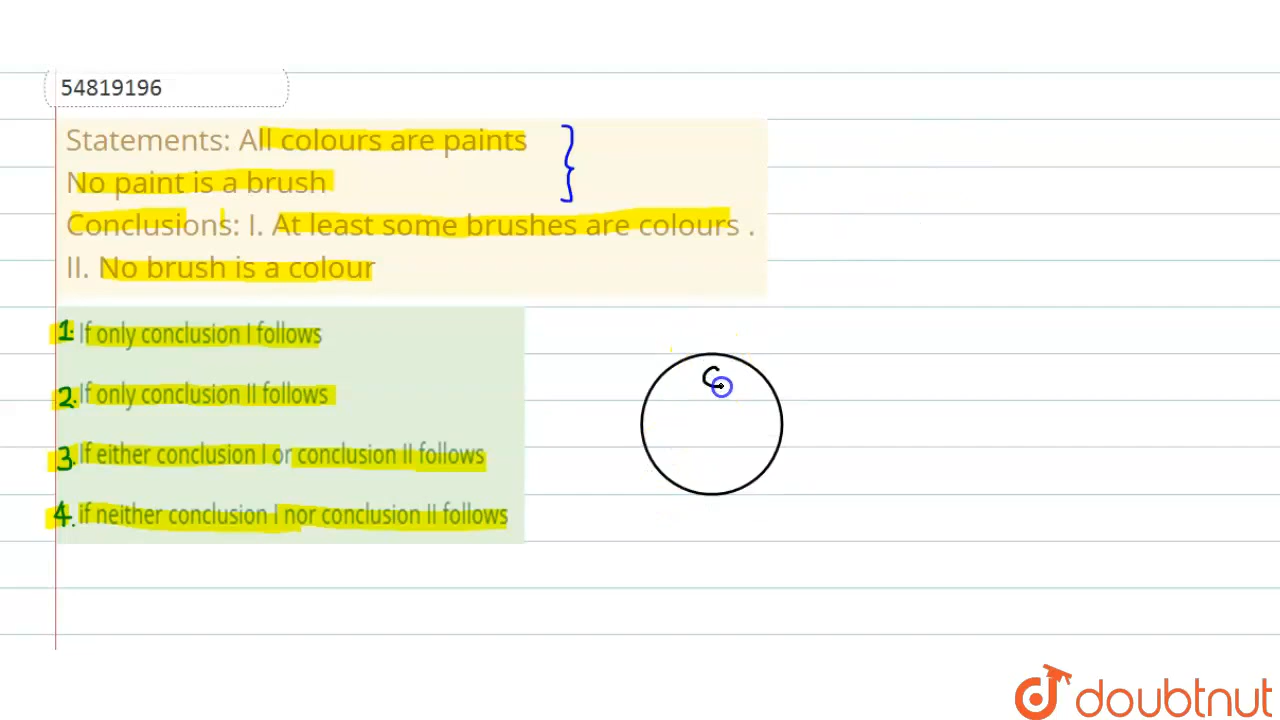 54819196
Statements: All colours are paints
No paint is a brush
Conclusions: I. At least some brushes are colours .
II. No brush is a colour
1. If only conclusion I follows
2. If only conclusion II follows
3. If either conclusion I or conclusion II follows
4. if neither conclusion I nor conclusion II follows
C
doubtnut